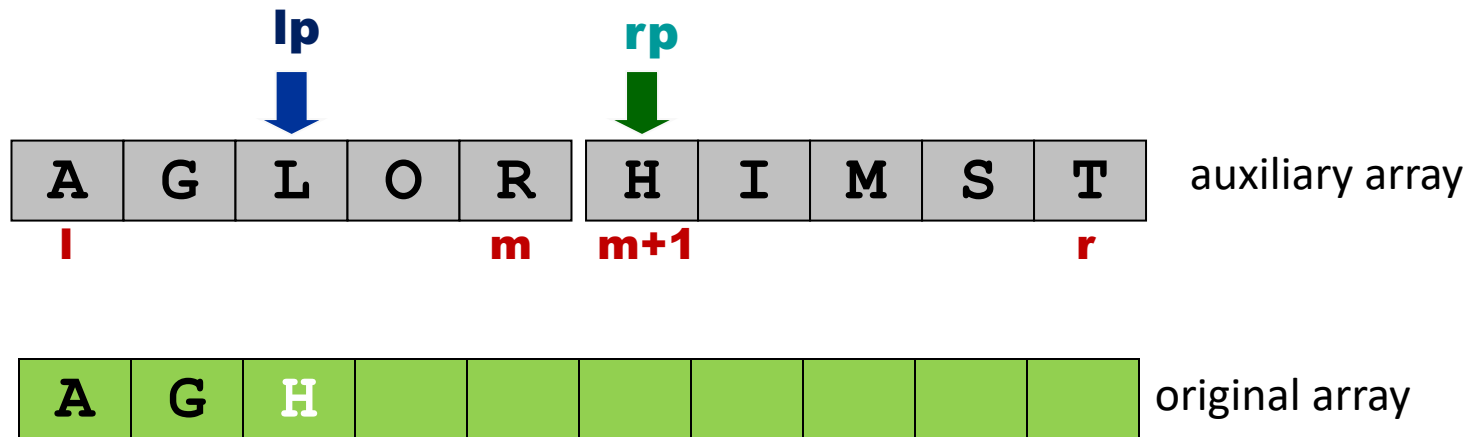 lp rp
A G L O R H I M S T auxiliary array
l m m+1 r
A G H original array